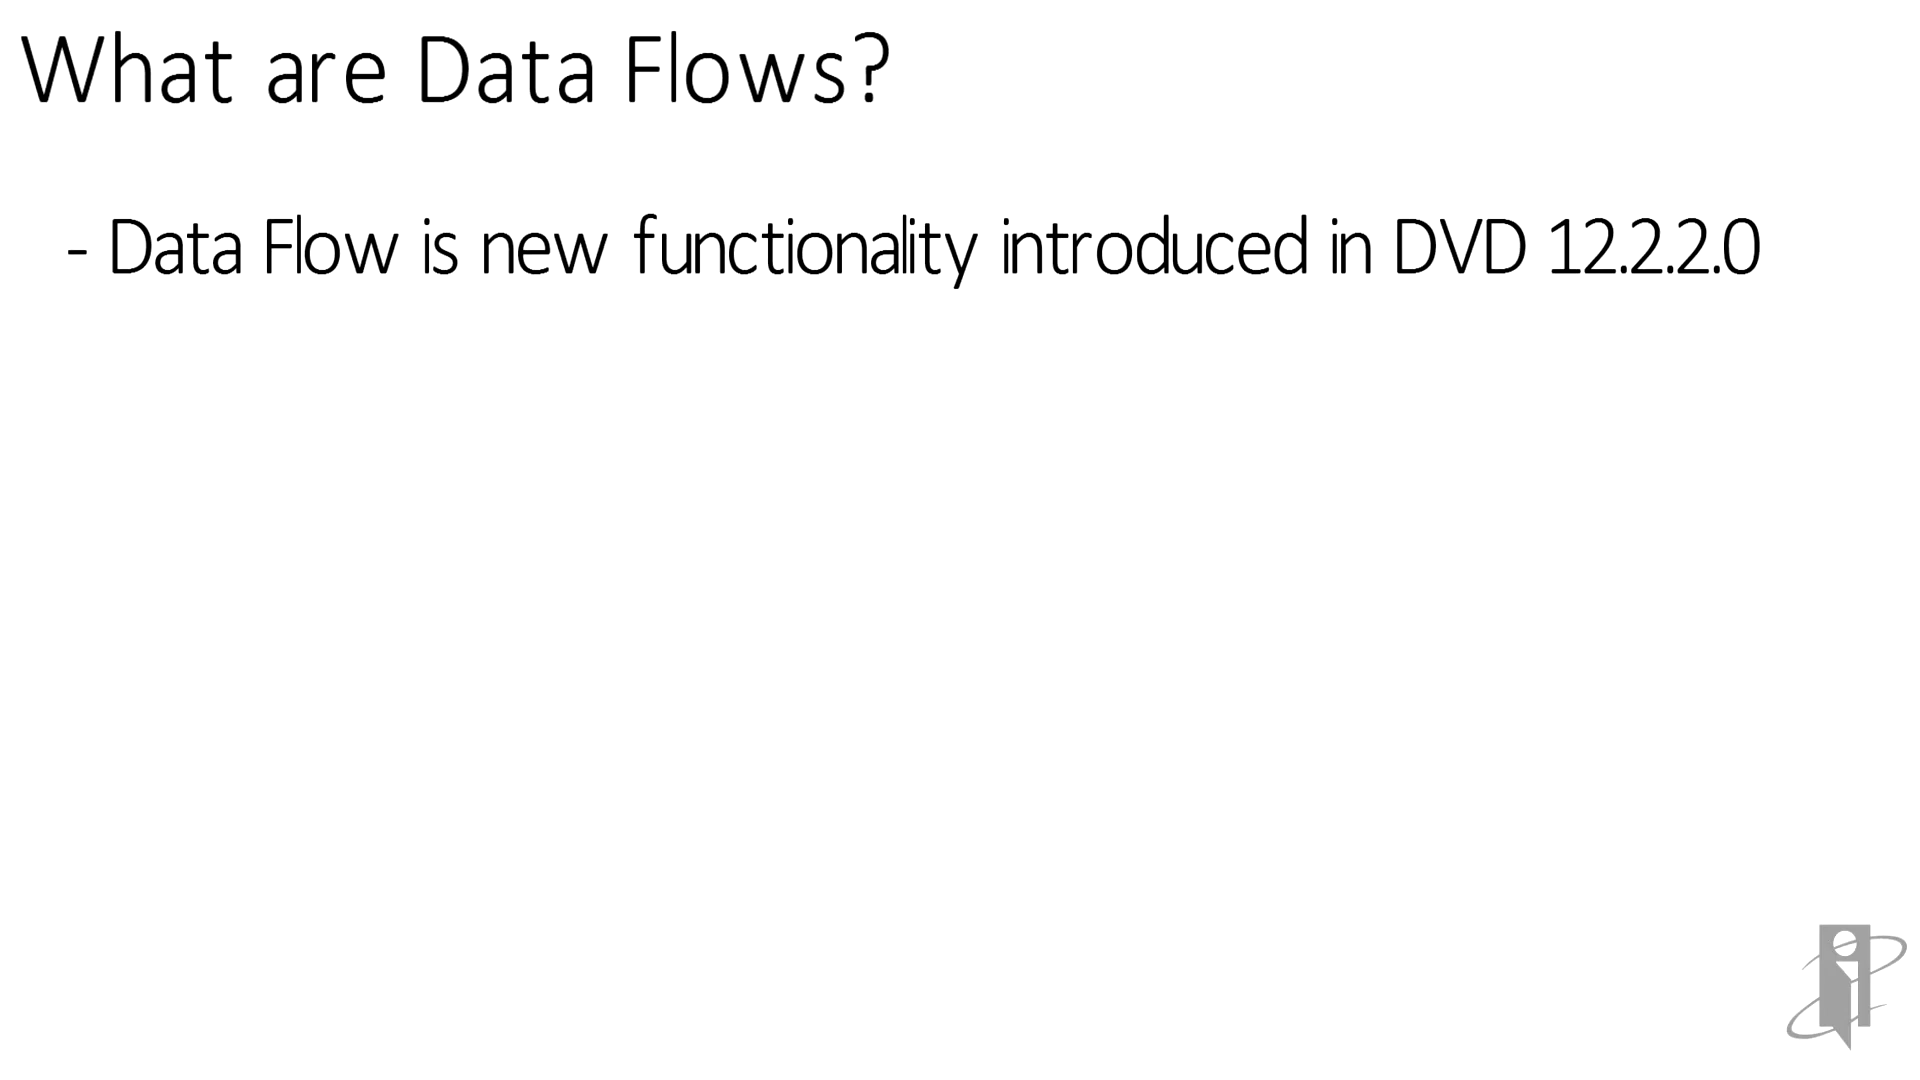 What are Data Flows?
- Data Flow is new functionality introduced in DVD 12.2.2.0